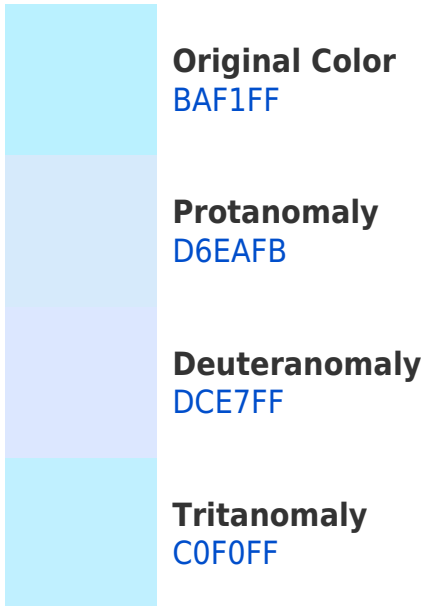 Original Color
BAF1FF
Protanomaly
D6EAFB
Deuteranomaly
DCE7FF
Tritanomaly
C0F0FF